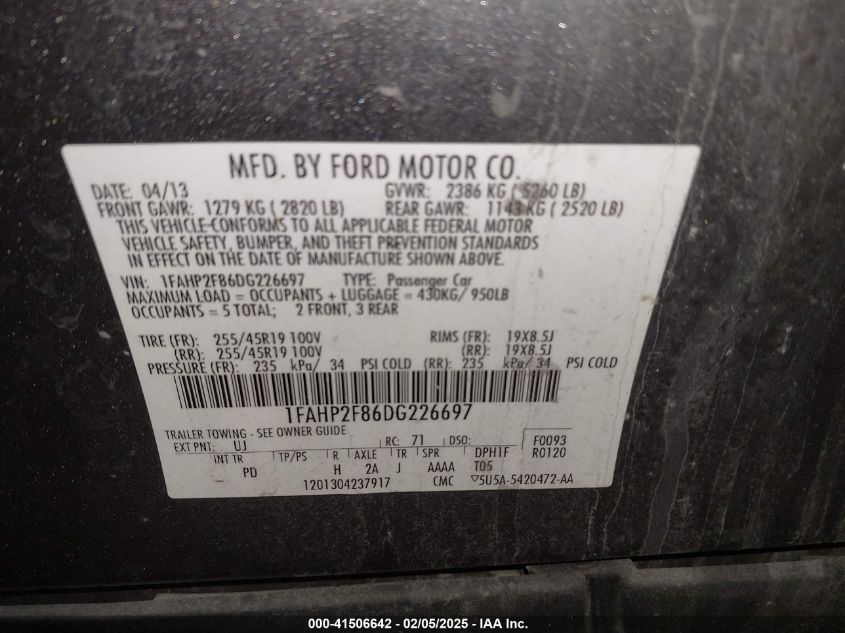 MFD. BY FORD MOTOR CO.
DATE: 04/13 GVWR: 2386 KG ( 5260 LB)
FRONT GAWR: 1279 KG ( 2820 LB) REAR GAWR: 1143 KG ( 2520 LB)
THIS VEHICLE-CONFORMS TO ALL APPLICABLE FEDERAL MOTOR
VEHICLE SAFETY, BUMPER, AND THEFT PREVENTION STANDARDS
IN EFFECT ON THE DATE OF MANUFACTURE SHOWN ABOVE.
VIN: 1FAHP2F86DG226697 TYPE: Passenger Car
MAXIMUM LOAD = OCCUPANTS + LUGGAGE = 430KG/ 950LB
OCCUPANTS = 5 TOTAL; 2 FRONT, 3 REAR
TIRE (FR): 255/45R19 100V RIMS (FR): 19X8.5J
(RR): 255/45R19 100V (RR): 19X8.5J
PRESSURE (FR): 235 kPa/ 34 PSI COLD (RR): 235 kPa/ 34 PSI COLD
1FAHP2F86DG226697
TRAILER TOWING - SEE OWNER GUIDE
EXT PNT: UJ RC: 71 DSO: F0093
INT TR TP/PS R AXLE TR SPR DPH1F R0120
PD H 2A J AAAA T05
1201304237917 CMC ▽5U5A-5420472-AA
000-41506642 - 02/05/2025 - IAA Inc.